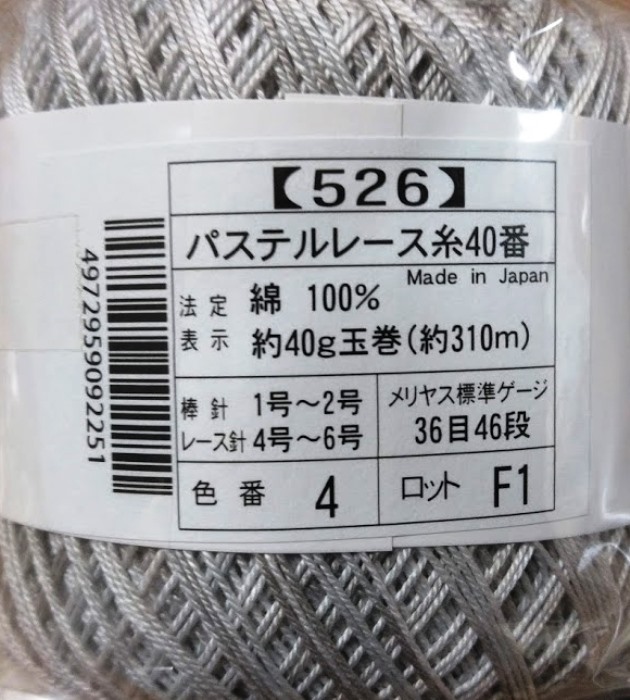 【526】
パステルレース糸40番
Made in Japan
法定 綿 100%
表示 約40g玉巻(約310m)
棒針 1号～2号
レース針 4号～6号
メリヤス標準ゲージ
36目46段
色番 4
ロット F1
4972959092251